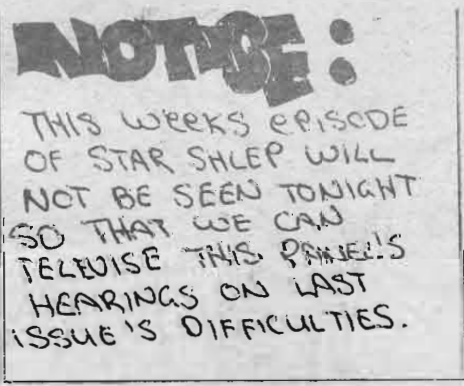 NOTICE:
THIS WEEKS EPISODE
OF STAR SHLEP WILL
NOT BE SEEN TONIGHT
SO THAT WE CAN
TELEVISE THIS PANEL'S
HEARINGS ON LAST
ISSUE'S DIFFICULTIES.